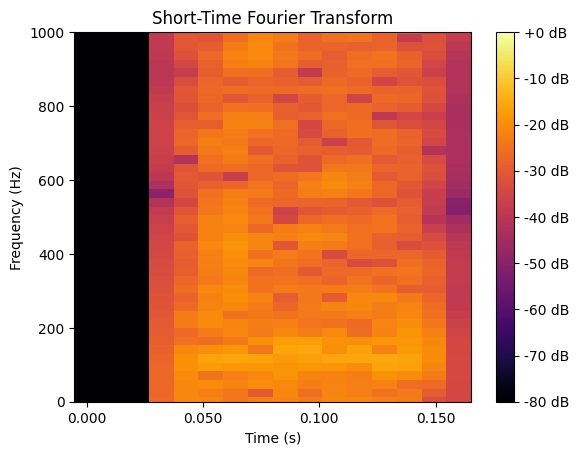 Short-Time Fourier Transform
Frequency (Hz)
1000
800
600
400
200
0
0.000
0.050
0.100
0.150
Time (s)
+0 dB
-10 dB
-20 dB
-30 dB
-40 dB
-50 dB
-60 dB
-70 dB
-80 dB